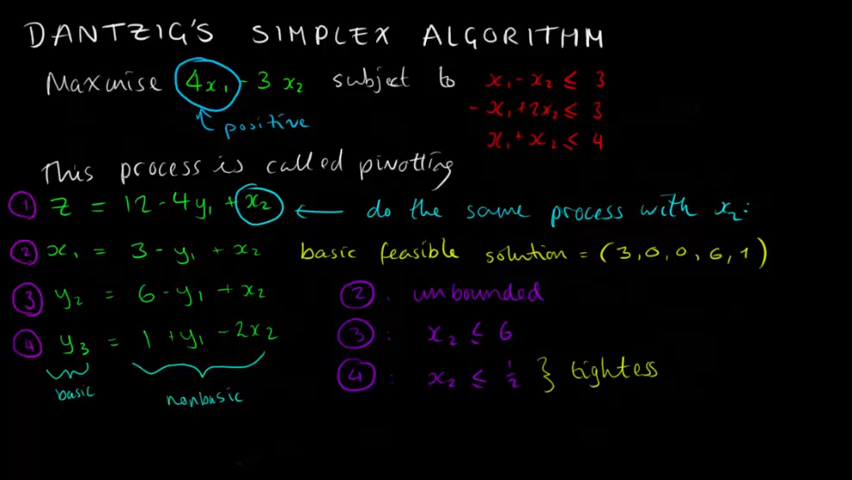 DANTZIG'S SIMPLEX ALGORITHM
Maximise 4x₁ - 3x₂ subject to x₁ - x₂ ≤ 3
- x₁ + 2x₂ ≤ 3
x₁ + x₂ ≤ 4
positive
This process is called pivotting
① z = 12 - 4y₁ + x₂ ← do the same process with x₂:
② x₁ = 3 - y₁ + x₂ basic feasible solution = (3, 0, 0, 6, 1)
③ y₂ = 6 - y₁ + x₂ ② : unbounded
④ y₃ = 1 + y₁ - 2x₂ ③ : x₂ ≤ 6
④ : x₂ ≤ 1/2 } tightess
basic
nonbasic